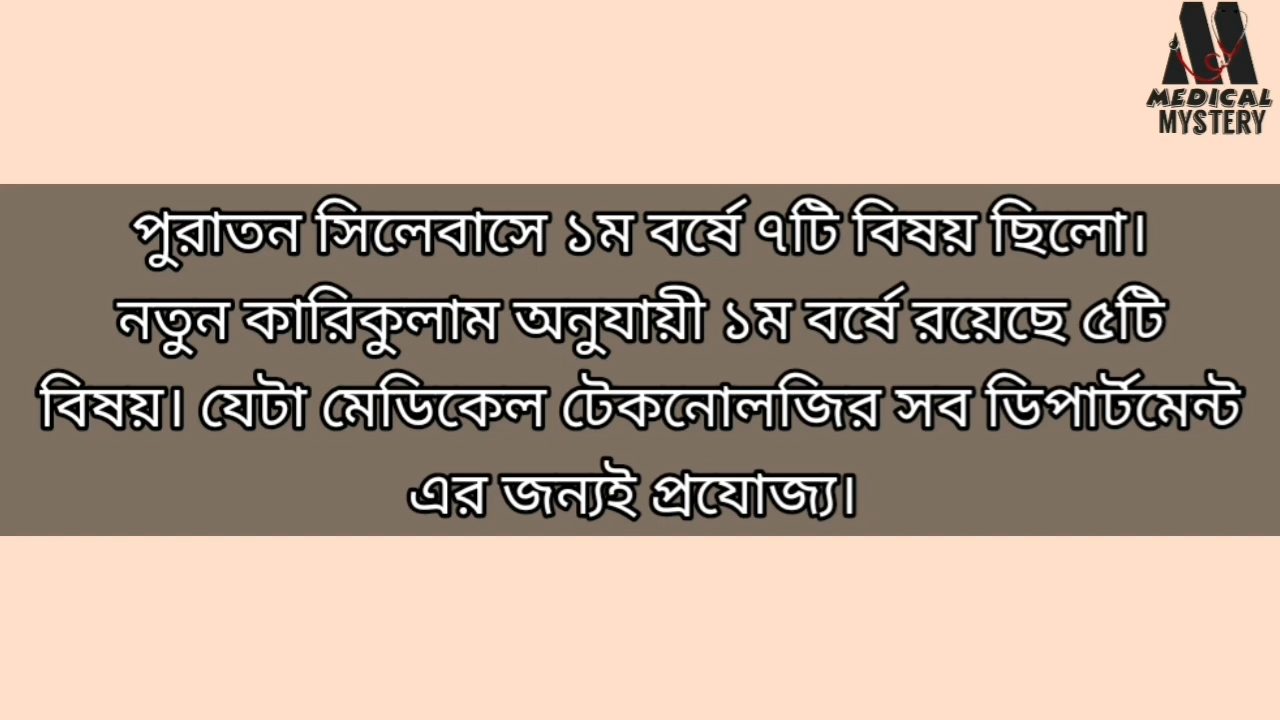 MEDICAL
MYSTERY
পুরাতন সিলেবাসে ১ম বর্ষে ৭টি বিষয় ছিলো।
নতুন কারিকুলাম অনুযায়ী ১ম বর্ষে রয়েছে ৫টি
বিষয়। যেটা মেডিকেল টেকনোলজির সব ডিপার্টমেন্ট
এর জন্যই প্রযোজ্য।